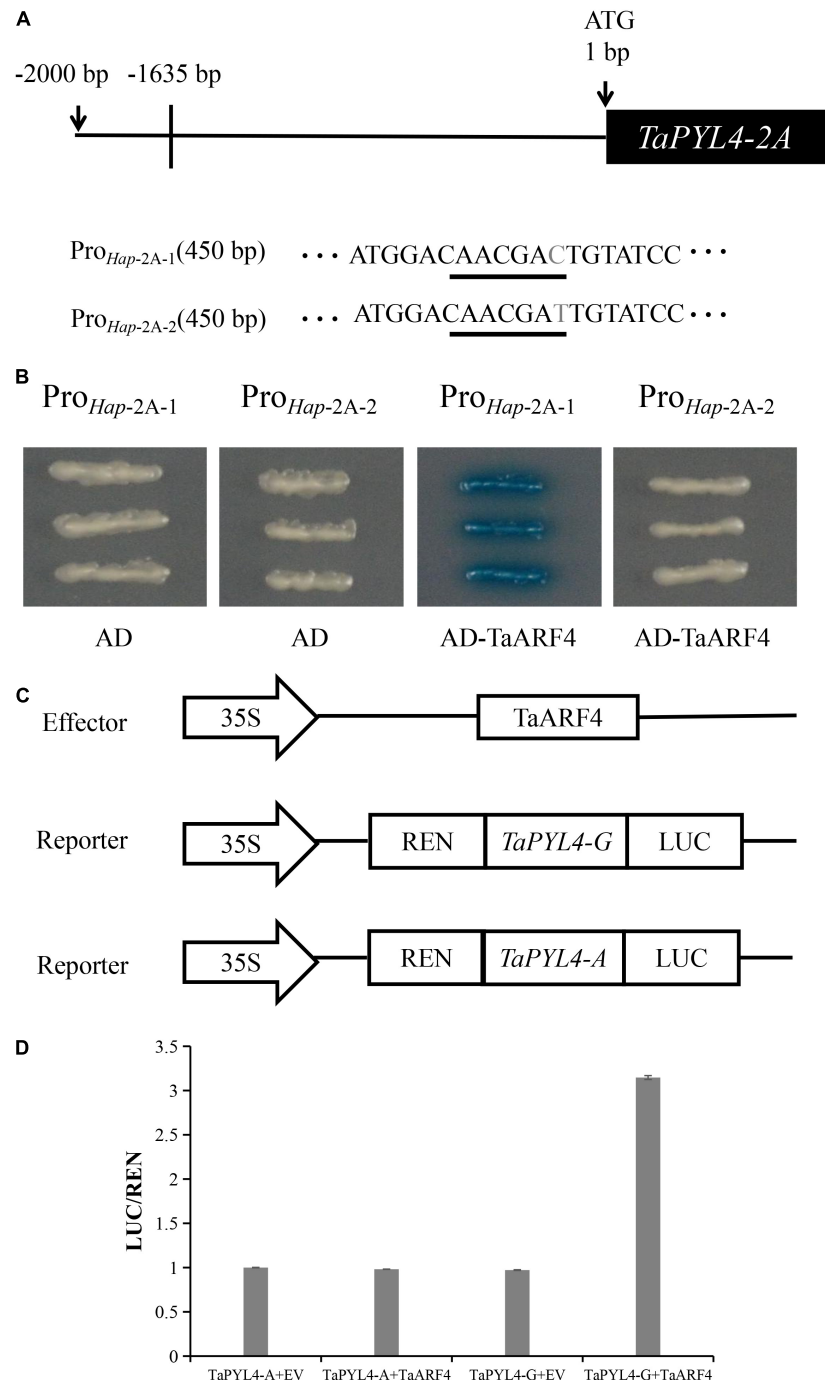 A
ATG
1 bp
-2000 bp -1635 bp
TaPYL4-2A
ProHap-2A-1(450 bp) ··· ATGGACAACGACTGTATCC ···
ProHap-2A-2(450 bp) ··· ATGGACAACGATTGTATCC ···
B
ProHap-2A-1 ProHap-2A-2 ProHap-2A-1 ProHap-2A-2
AD AD AD-TaARF4 AD-TaARF4
C
Effector 35S TaARF4
Reporter 35S REN TaPYL4-G LUC
Reporter 35S REN TaPYL4-A LUC
D
LUC/REN
3.5
3
2.5
2
1.5
1
0.5
0
TaPYL4-A+EV TaPYL4-A+TaARF4 TaPYL4-G+EV TaPYL4-G+TaARF4